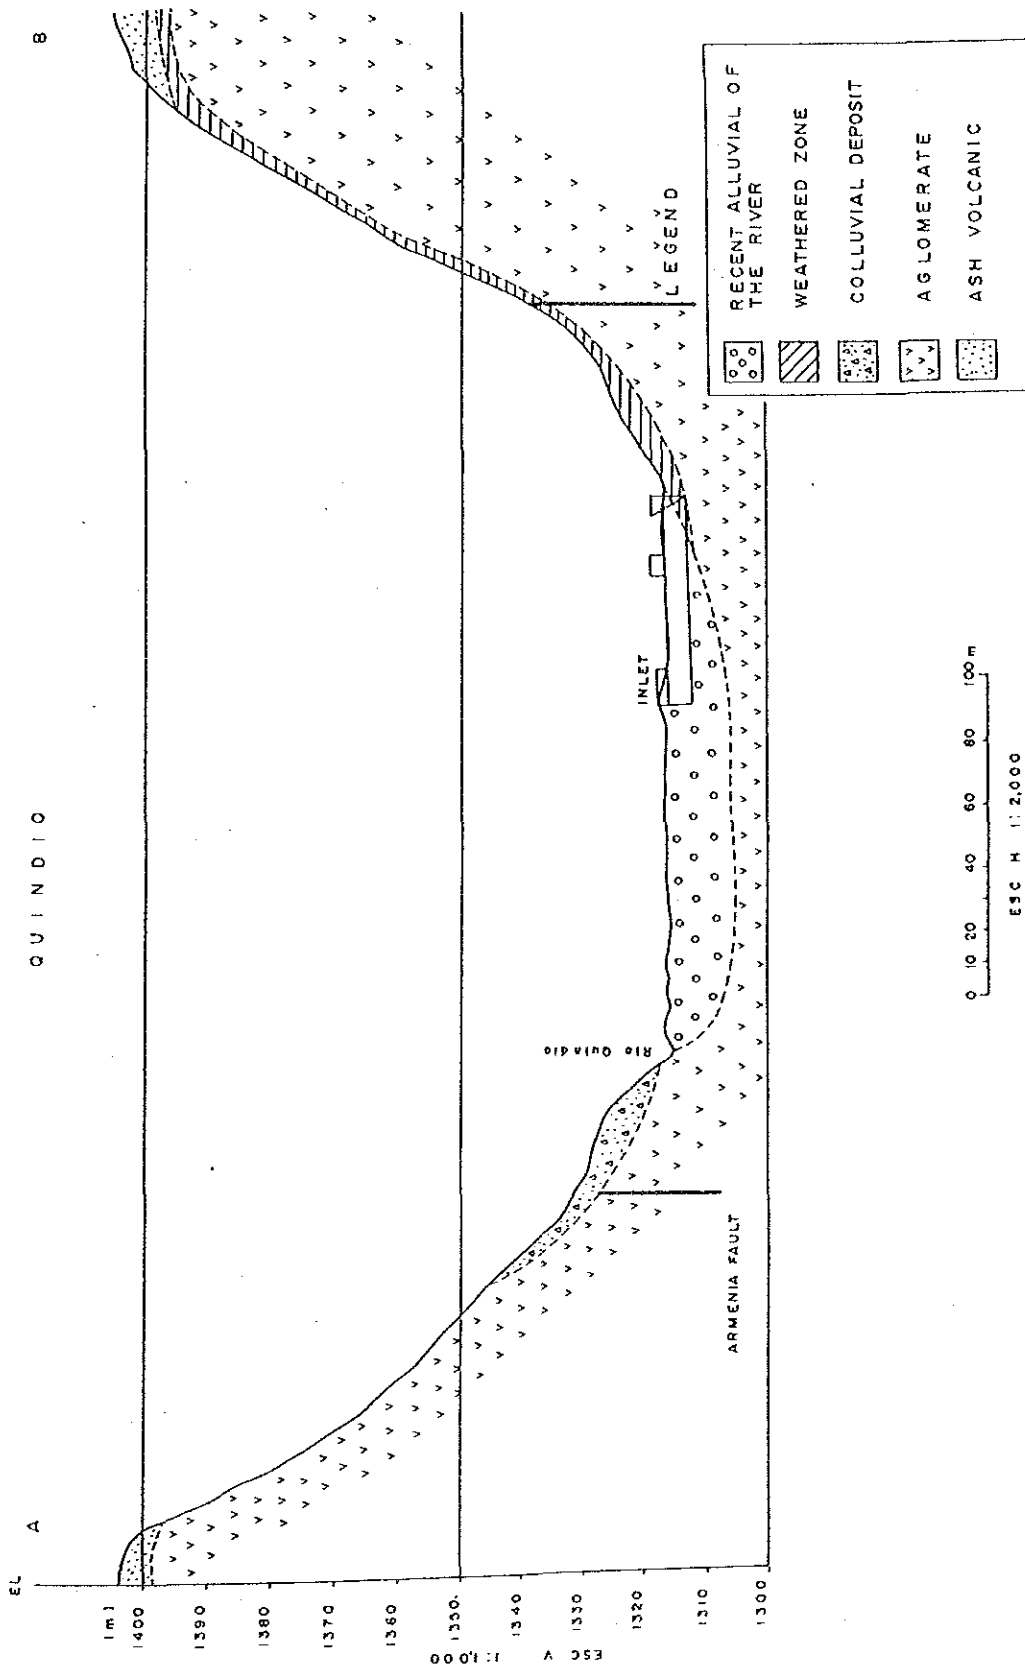 QUINDIO
EL
A
B
(m)
1400
1390
1380
1370
1360
1350
1340
1330
1320
1310
1300
ESC V 1:1,000
ARMENIA FAULT
Rio Quindio
INLET
LEGEND
RECENT ALLUVIAL OF
THE RIVER
WEATHERED ZONE
COLLUVIAL DEPOSIT
AGLOMERATE
ASH VOLCANIC
0 10 20 40 60 80 100 m
ESC H 1:2,000